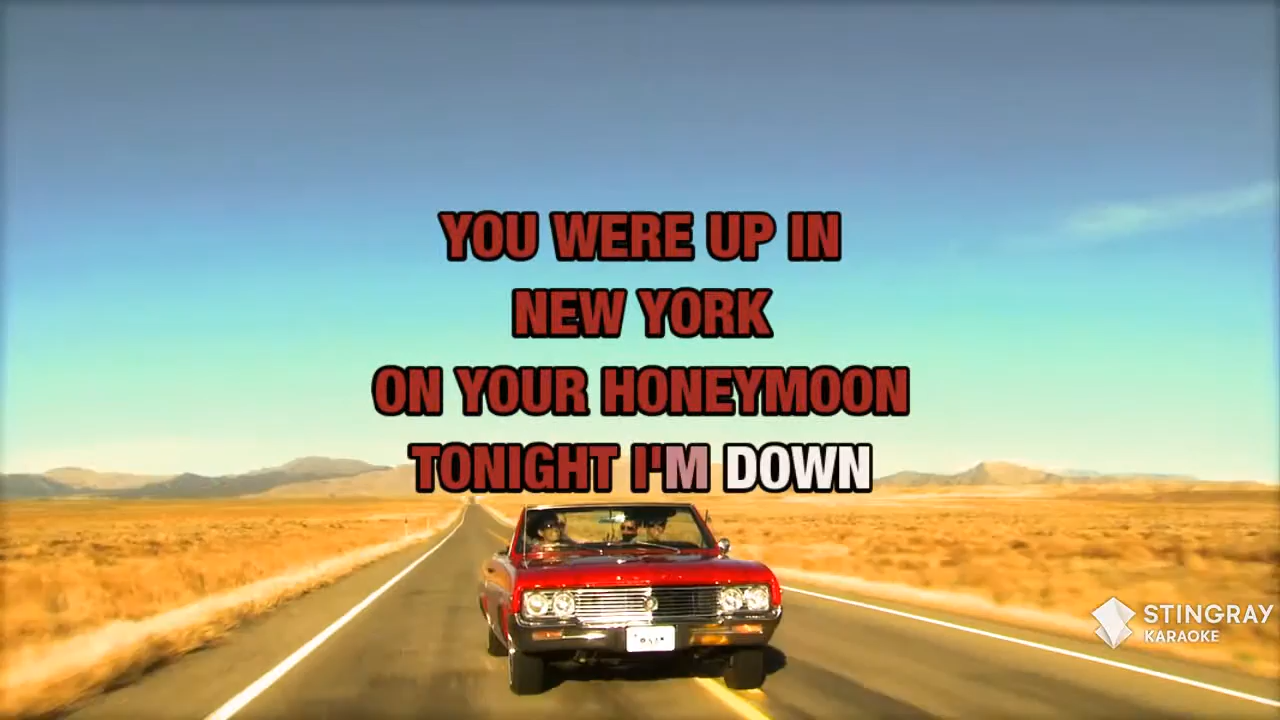 YOU WERE UP IN
NEW YORK
ON YOUR HONEYMOON
TONIGHT I'M DOWN
STINGRAY
KARAOKE